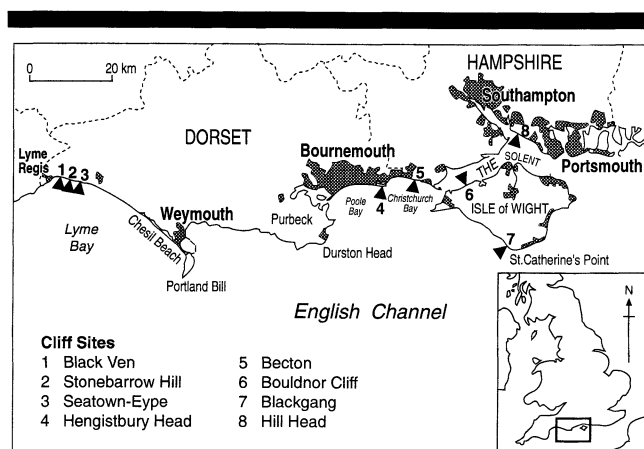 0 20 km
HAMPSHIRE
Southampton
DORSET
8
Lyme
Regis
1 2 3
Bournemouth
5
THE SOLENT
Portsmouth
Weymouth
Purbeck
Poole
Bay
4
Christchurch
Bay
6
ISLE of WIGHT
Lyme
Bay
Chesil Beach
Durston Head
7
St.Catherine's Point
Portland Bill
English Channel
N
Cliff Sites
1 Black Ven
2 Stonebarrow Hill
3 Seatown-Eype
4 Hengistbury Head
5 Becton
6 Bouldnor Cliff
7 Blackgang
8 Hill Head